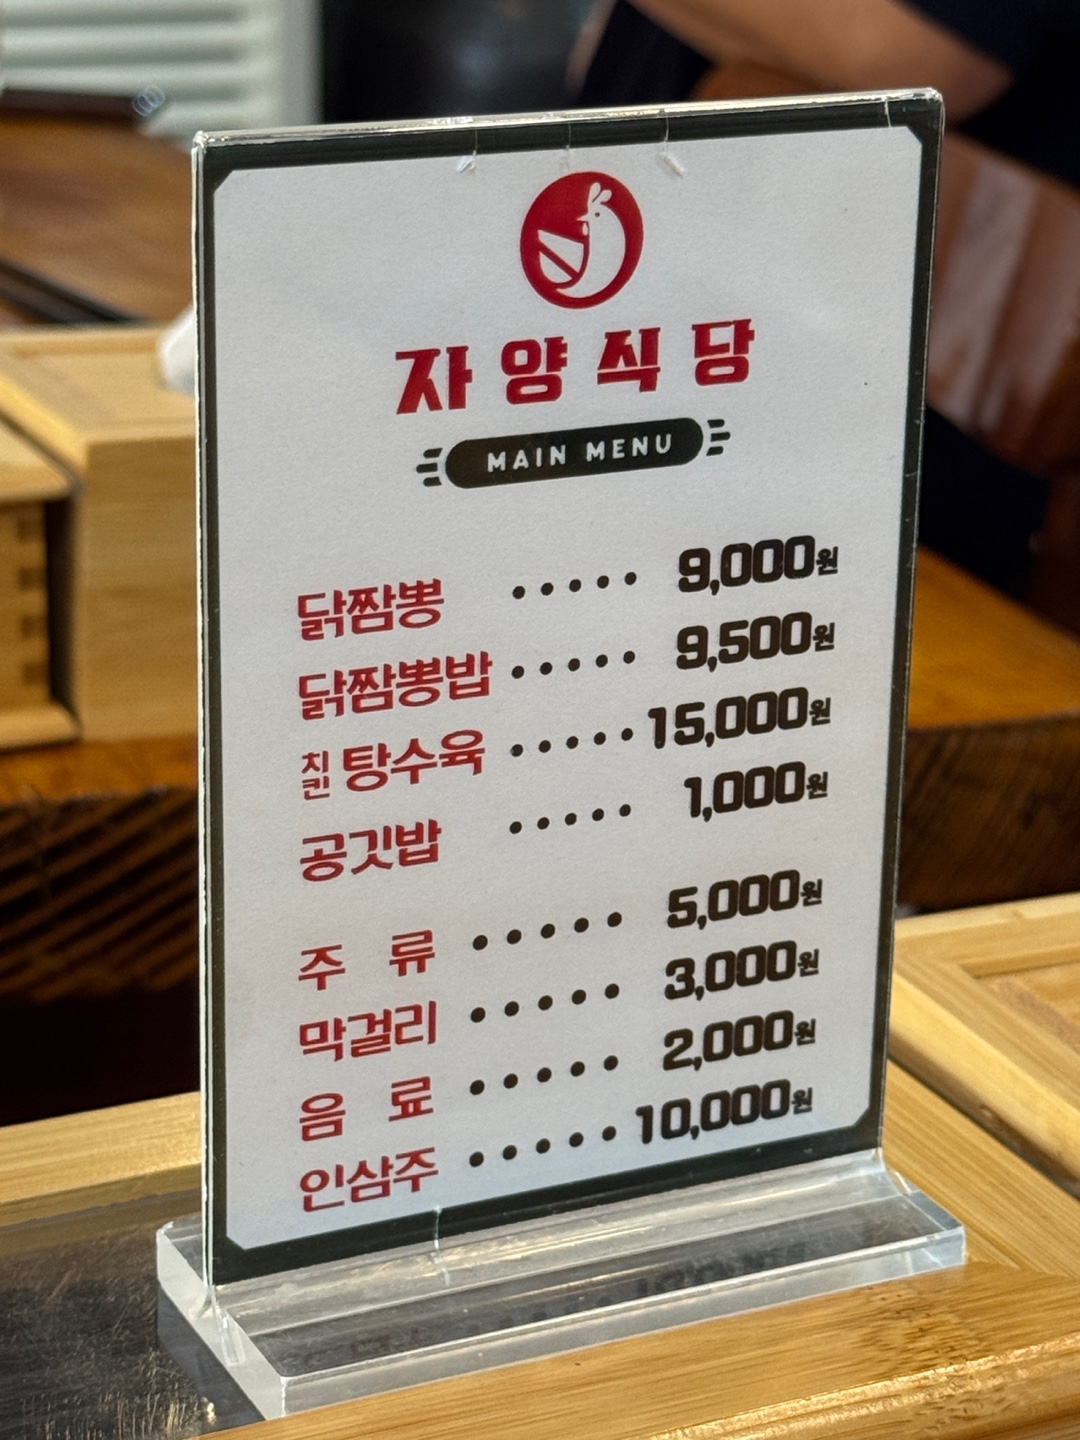 자양식당
MAIN MENU
닭짬뽕 ····· 9,000원
닭짬뽕밥 ····· 9,500원
치킨 탕수육 ····· 15,000원
공깃밥 ····· 1,000원
주 류 ····· 5,000원
막걸리 ····· 3,000원
음 료 ····· 2,000원
인삼주 ····· 10,000원